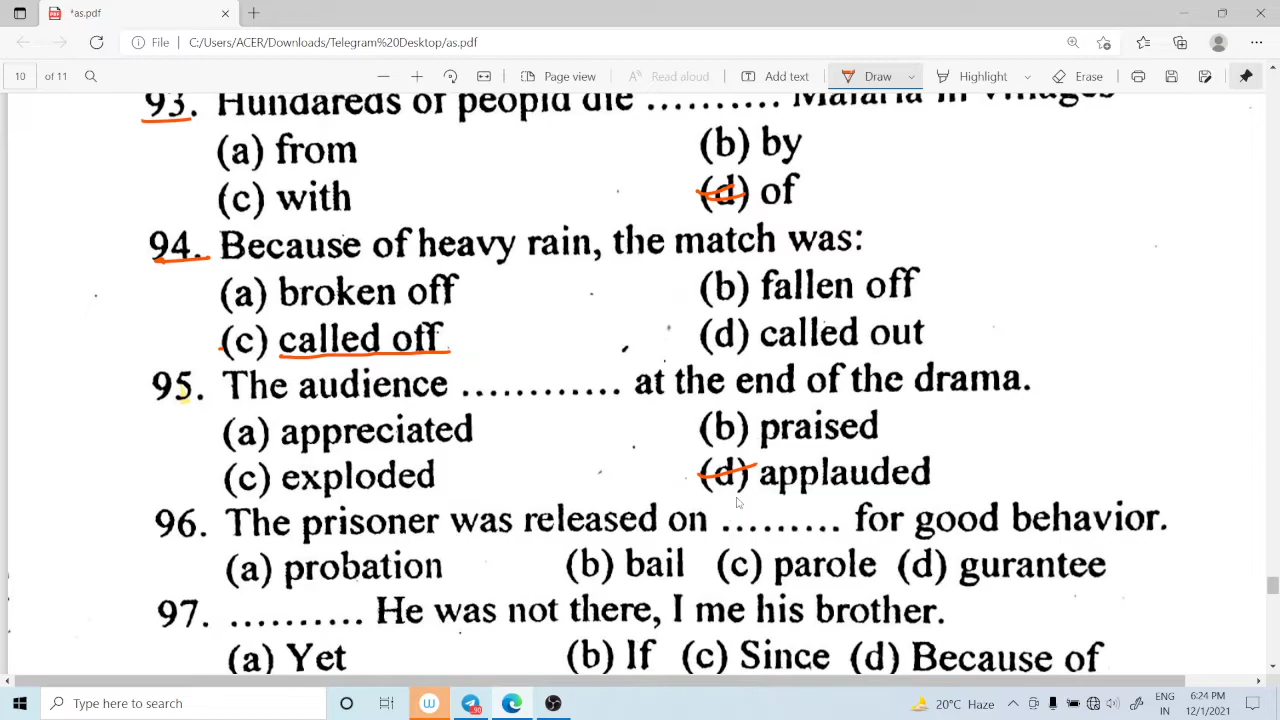 *as.pdf
File C:/Users/ACER/Downloads/Telegram%20Desktop/as.pdf
10 of 11 Page view Read aloud Add text Draw Highlight Erase
93. Hundareds of peopld die .......... Malaria in Villages
(a) from (b) by
(c) with (d) of
94. Because of heavy rain, the match was:
(a) broken off (b) fallen off
(c) called off (d) called out
95. The audience ............ at the end of the drama.
(a) appreciated (b) praised
(c) exploded (d) applauded
96. The prisoner was released on ......... for good behavior.
(a) probation (b) bail (c) parole (d) gurantee
97. .......... He was not there, I me his brother.
(a) Yet (b) If (c) Since (d) Because of
Type here to search 90 20°C Haze ENG 6:24 PM
IN 12/1/2021